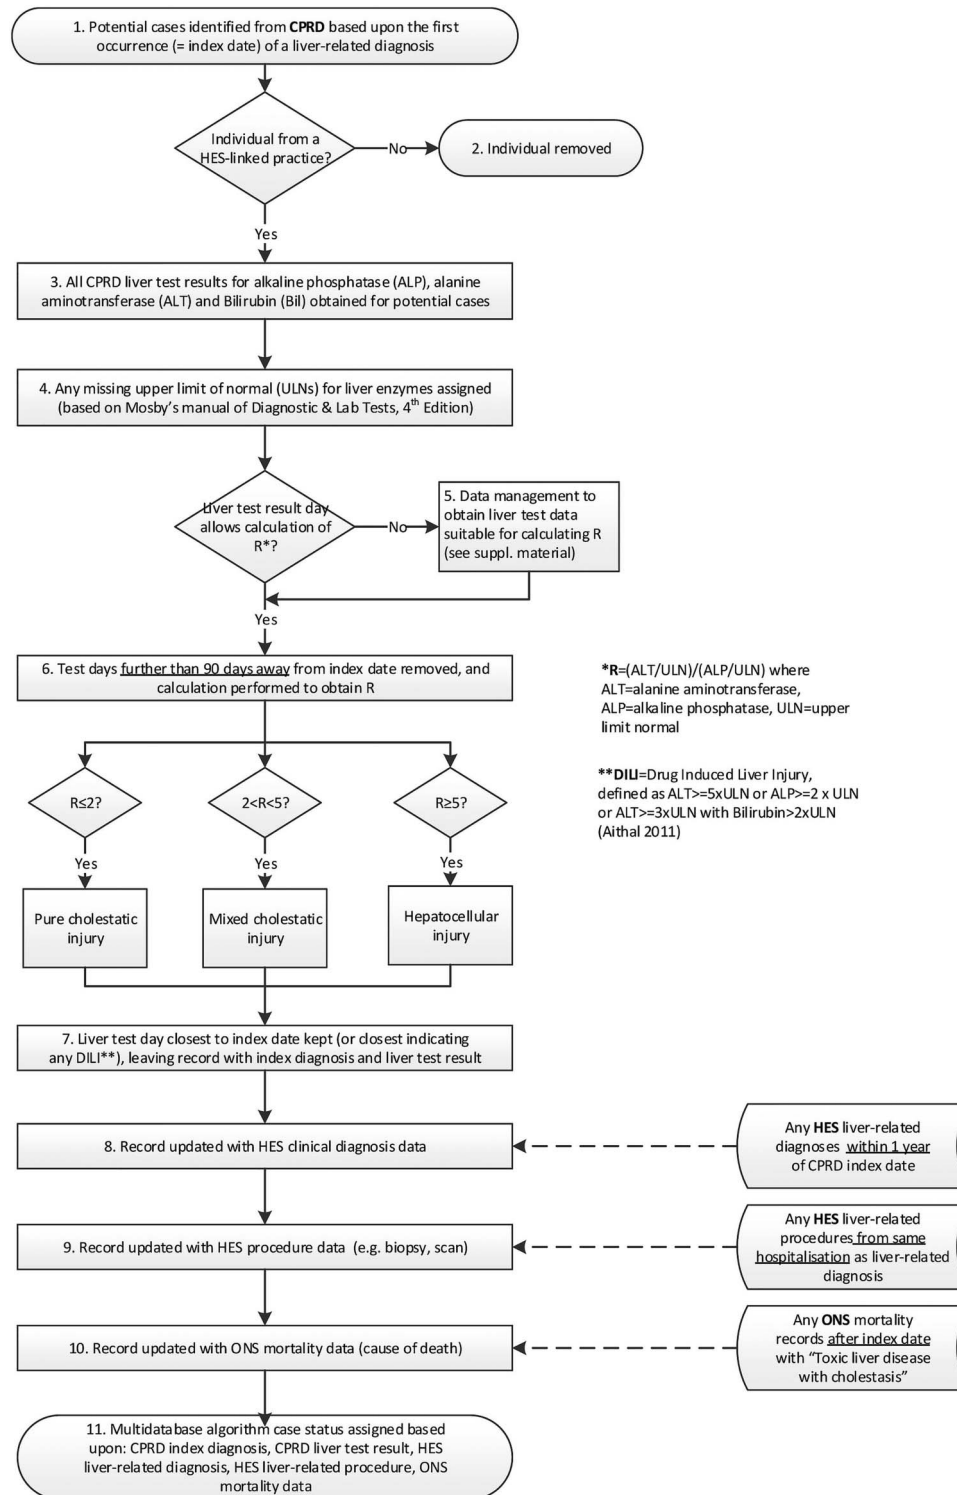 1. Potential cases identified from CPRD based upon the first
occurrence (= index date) of a liver-related diagnosis
Individual from a
HES-linked practice?
No
2. Individual removed
Yes
3. All CPRD liver test results for alkaline phosphatase (ALP), alanine
aminotransferase (ALT) and Bilirubin (Bil) obtained for potential cases
4. Any missing upper limit of normal (ULNs) for liver enzymes assigned
(based on Mosby's manual of Diagnostic & Lab Tests, 4th Edition)
Liver test result day
allows calculation of
R*?
No
5. Data management to
obtain liver test data
suitable for calculating R
(see suppl. material)
Yes
6. Test days further than 90 days away from index date removed, and
calculation performed to obtain R
*R=(ALT/ULN)/(ALP/ULN) where
ALT=alanine aminotransferase,
ALP=alkaline phosphatase, ULN=upper
limit normal
**DILI=Drug Induced Liver Injury,
defined as ALT>=5xULN or ALP>=2 x ULN
or ALT>=3xULN with Bilirubin>2xULN
(Aithal 2011)
R≤2?
2<R<5?
R≥5?
Yes
Yes
Yes
Pure cholestatic
injury
Mixed cholestatic
injury
Hepatocellular
injury
7. Liver test day closest to index date kept (or closest indicating
any DILI**), leaving record with index diagnosis and liver test result
8. Record updated with HES clinical diagnosis data
Any HES liver-related
diagnoses within 1 year
of CPRD index date
9. Record updated with HES procedure data (e.g. biopsy, scan)
Any HES liver-related
procedures from same
hospitalisation as liver-related
diagnosis
10. Record updated with ONS mortality data (cause of death)
Any ONS mortality
records after index date
with "Toxic liver disease
with cholestasis"
11. Multidatabase algorithm case status assigned based
upon: CPRD index diagnosis, CPRD liver test result, HES
liver-related diagnosis, HES liver-related procedure, ONS
mortality data